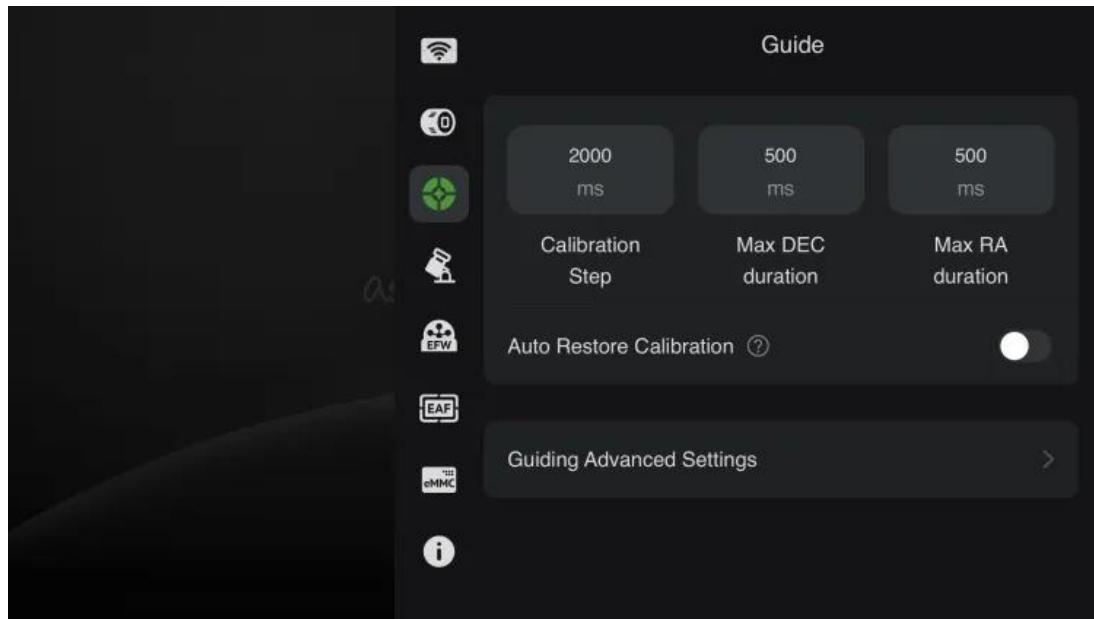 Guide
2000
ms
500
ms
500
ms
Calibration
Step
Max DEC
duration
Max RA
duration
Auto Restore Calibration ?
EFW
EAF
Guiding Advanced Settings
eMMC